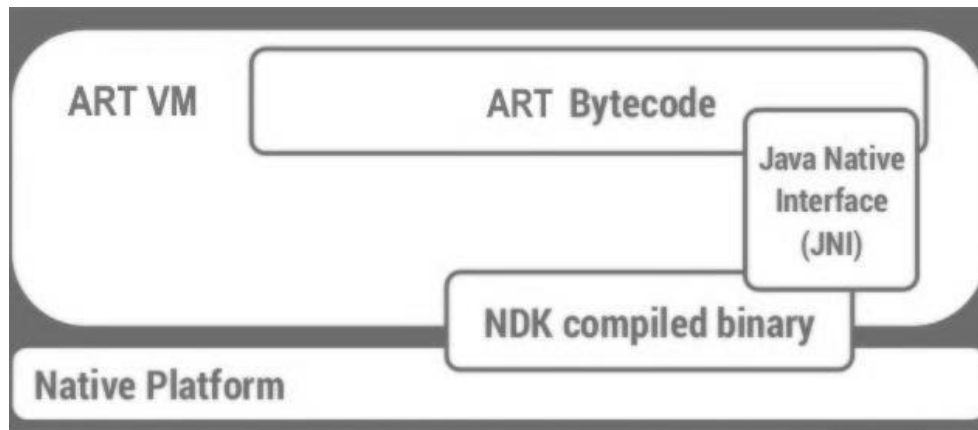 ART VM
ART Bytecode
Java Native
Interface
(JNI)
NDK compiled binary
Native Platform